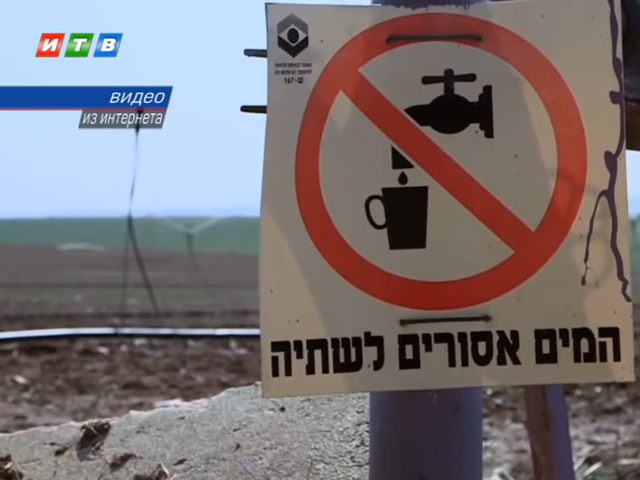 ИТВ
видео
из интернета
המים אסורים לשתיה